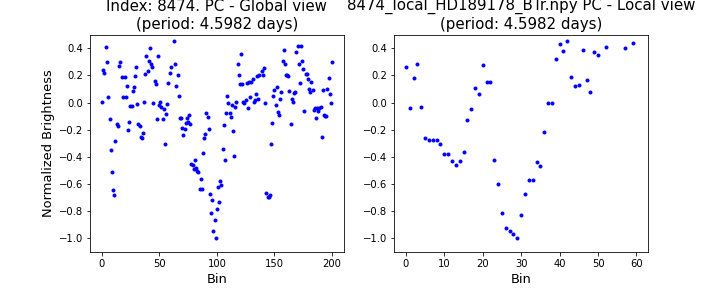 Index: 8474. PC - Global view
(period: 4.5982 days)
8474_local_HD189178_BTr.npy PC - Local view
(period: 4.5982 days)
Normalized Brightness
0.4
0.2
0.0
−0.2
−0.4
−0.6
−0.8
−1.0
0 50 100 150 200
Bin
0.4
0.2
0.0
−0.2
−0.4
−0.6
−0.8
−1.0
0 10 20 30 40 50 60
Bin